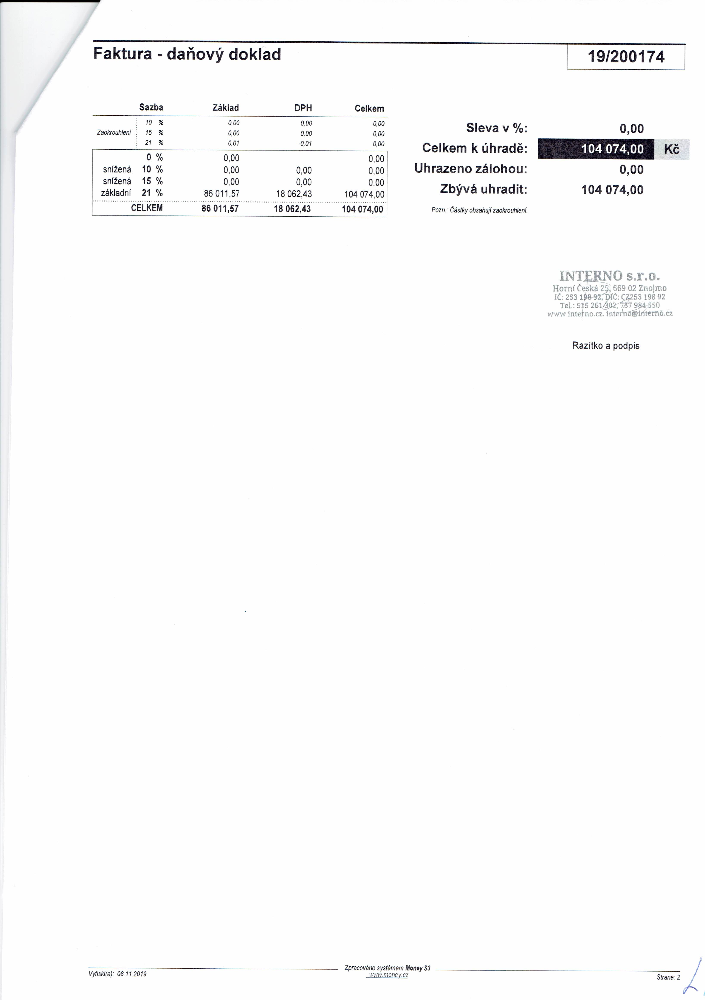 Faktura - daňový doklad
19/200174
Sazba Základ DPH Celkem
10 % 0,00 0,00 0,00
Zaokrouhlení 15 % 0,00 0,00 0,00
21 % 0,01 -0,01 0,00
0 % 0,00 0,00
snížená 10 % 0,00 0,00 0,00
snížená 15 % 0,00 0,00 0,00
základní 21 % 86 011,57 18 062,43 104 074,00
CELKEM 86 011,57 18 062,43 104 074,00
Sleva v %: 0,00
Celkem k úhradě: 104 074,00 Kč
Uhrazeno zálohou: 0,00
Zbývá uhradit: 104 074,00
Pozn.: Částky obsahují zaokrouhlení.
INTERNO s.r.o.
Horní Česká 25, 669 02 Znojmo
IČ: 253 198 92, DIČ: CZ253 198 92
Tel.: 515 261 302, 737 984 550
www.interno.cz. interno@interno.cz
Razítko a podpis
Zpracováno systémem Money S3
www.money.cz
Vytiskl(a): 08.11.2019
Strana: 2